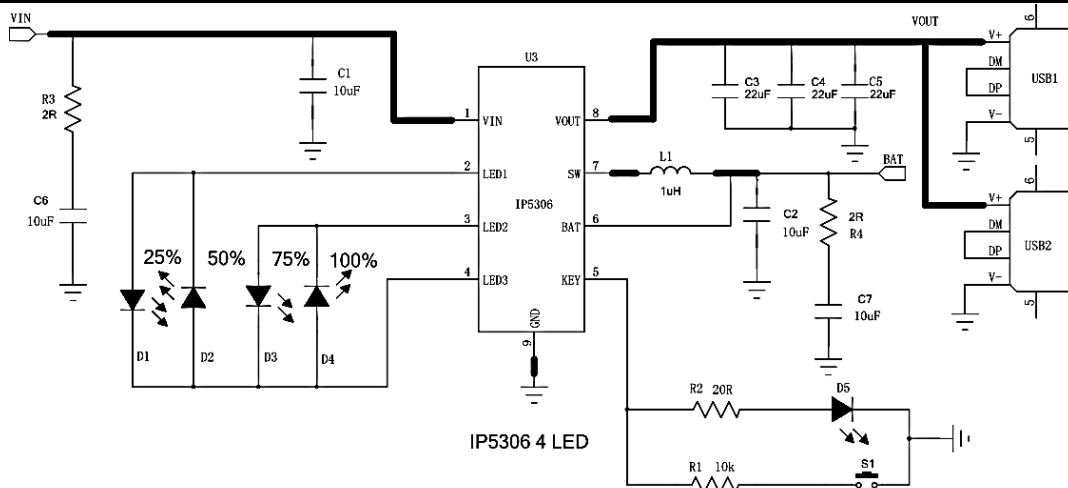 VIN
VOUT
6
U3
C1
10uF
R3
2R
C3
22uF
C4
22uF
C5
22uF
V+
DM
DP
V-
USB1
5
1
VIN
VOUT
8
2
LED1
SW
7
L1
1uH
BAT
6
IP5306
C6
10uF
3
LED2
BAT
6
C2
10uF
2R
R4
V+
DM
DP
V-
USB2
5
25%
50%
75%
100%
4
LED3
KEY
5
GND
9
C7
10uF
D1
D2
D3
D4
R2
20R
D5
IP5306 4 LED
R1
10k
S1